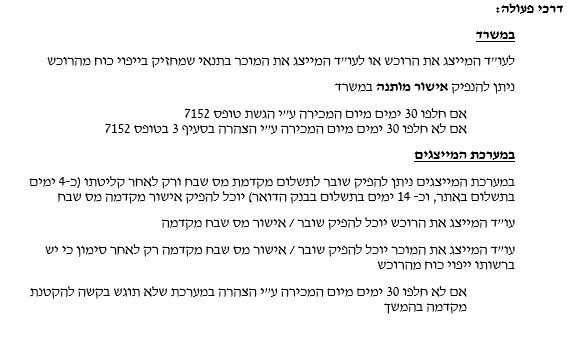 דרכי פעולה:
במשרד
לעו"ד המייצג את הרוכש או לעו"ד המייצג את המוכר בתנאי שמחזיק בייפוי כוח מהרוכש
ניתן להנפיק אישור מותנה במשרד
אם חלפו 30 ימים מיום המכירה ע"י הגשת טופס 7152
אם לא חלפו 30 ימים מיום המכירה ע"י הצהרה בסעיף 3 בטופס 7152
במערכת המייצגים
במערכת המייצגים ניתן להפיק שובר לתשלום מקדמת מס שבח ורק לאחר קליטתו (כ-4 ימים
בתשלום באתר, וכ- 14 ימים בתשלום בבנק הדואר) יוכל להפיק אישור מקדמה מס שבח
עו"ד המייצג את הרוכש יוכל להפיק שובר / אישור מס שבח מקדמה
עו"ד המייצג את המוכר יוכל להפיק שובר / אישור מס שבח מקדמה רק לאחר סימון כי יש
ברשותו ייפוי כוח מהרוכש
אם לא חלפו 30 ימים מיום המכירה ע"י הצהרה במערכת שלא תוגש בקשה להקטנת
מקדמה בהמשך